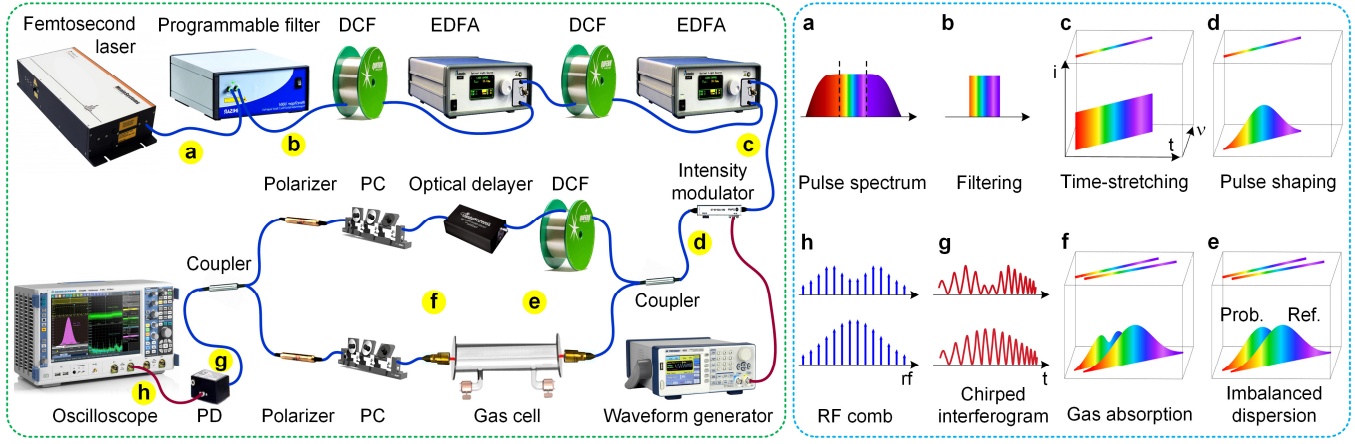 Femtosecond
laser
Programmable filter
DCF
EDFA
DCF
EDFA
a
b
c
Polarizer
PC
Optical delayer
DCF
Intensity
modulator
d
Coupler
f
e
Coupler
g
h
Oscilloscope
PD
Polarizer
PC
Gas cell
Waveform generator
a
b
c
d
i
t
ν
Pulse spectrum
Filtering
Time-stretching
Pulse shaping
h
g
f
e
Prob.
Ref.
rf
t
RF comb
Chirped
interferogram
Gas absorption
Imbalanced
dispersion